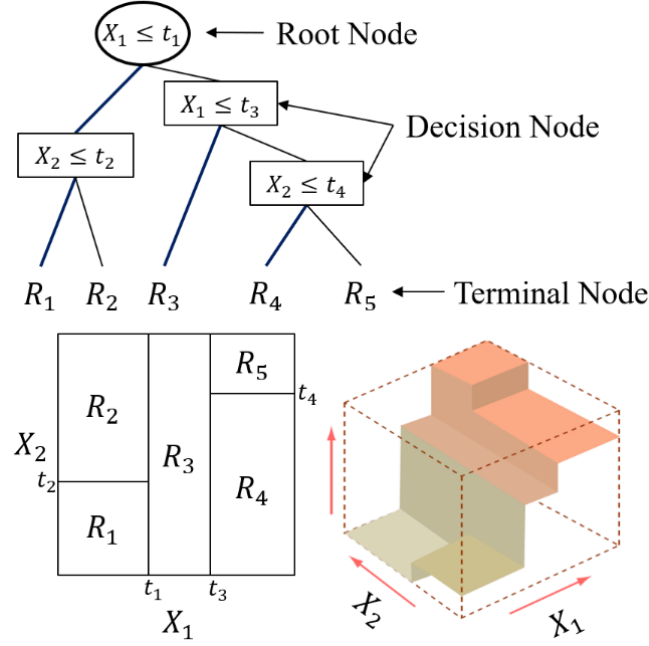 X₁ ≤ t₁
Root Node
X₁ ≤ t₃
Decision Node
X₂ ≤ t₂
X₂ ≤ t₄
R₁ R₂ R₃ R₄ R₅
Terminal Node
R₅
t₄
R₂
X₂
R₃
t₂
R₄
R₁
t₁ t₃
X₁
X₂
X₁